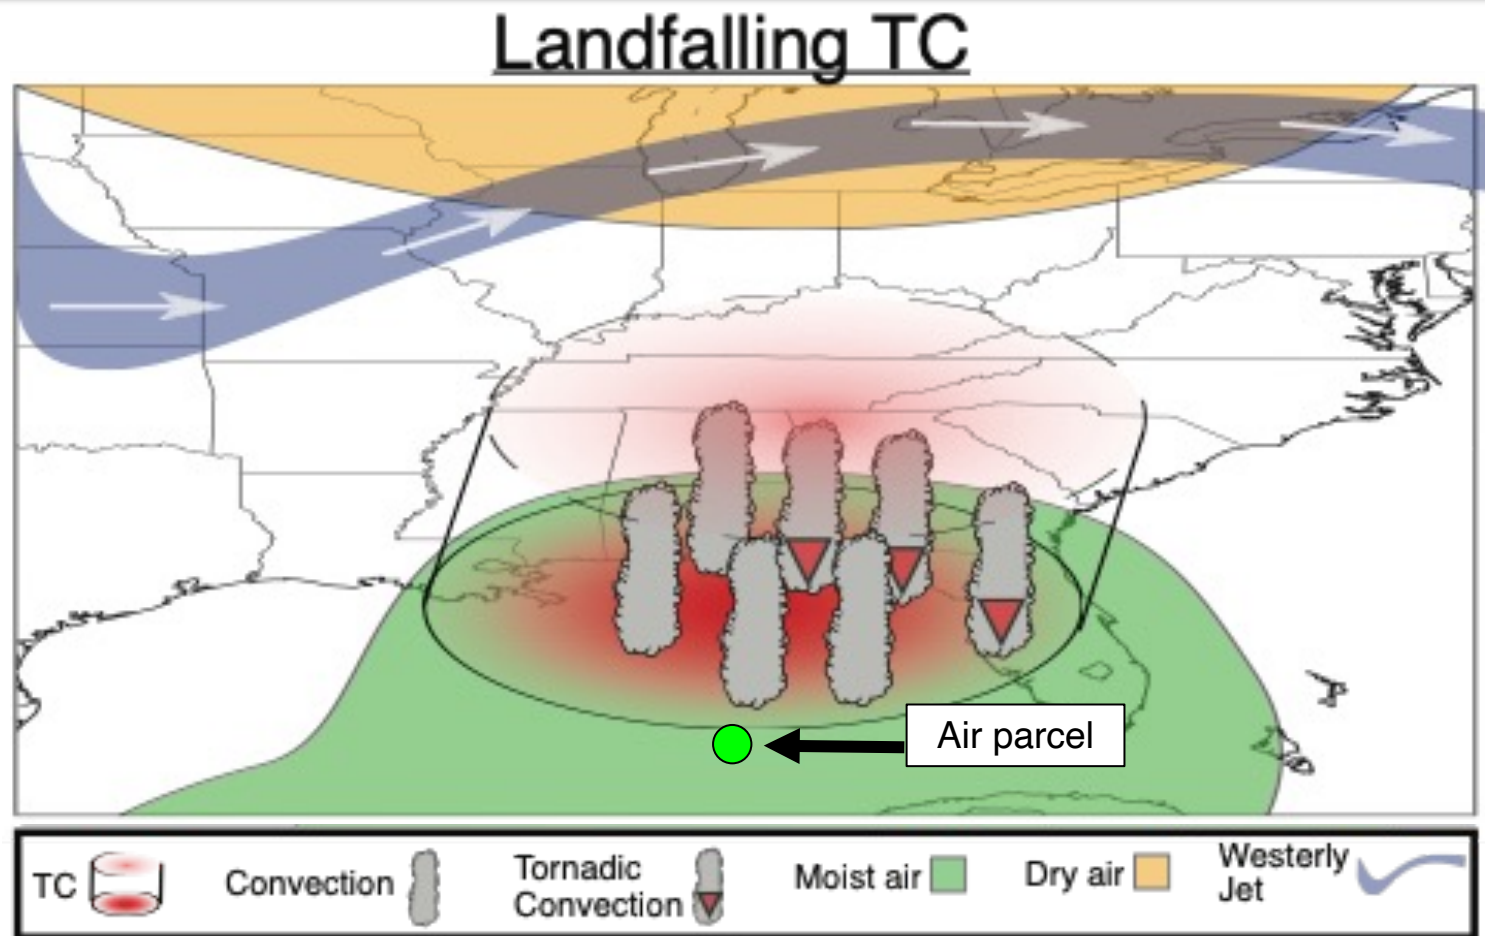 Landfalling TC
Air parcel
TC
Convection
Tornadic
Convection
Moist air
Dry air
Westerly
Jet